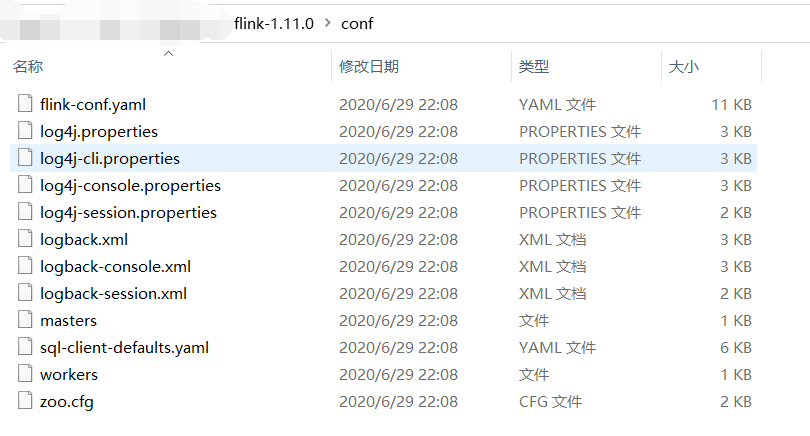 flink-1.11.0 > conf
名称 修改日期 类型 大小
flink-conf.yaml 2020/6/29 22:08 YAML 文件 11 KB
log4j.properties 2020/6/29 22:08 PROPERTIES 文件 3 KB
log4j-cli.properties 2020/6/29 22:08 PROPERTIES 文件 3 KB
log4j-console.properties 2020/6/29 22:08 PROPERTIES 文件 3 KB
log4j-session.properties 2020/6/29 22:08 PROPERTIES 文件 2 KB
logback.xml 2020/6/29 22:08 XML 文档 3 KB
logback-console.xml 2020/6/29 22:08 XML 文档 3 KB
logback-session.xml 2020/6/29 22:08 XML 文档 2 KB
masters 2020/6/29 22:08 文件 1 KB
sql-client-defaults.yaml 2020/6/29 22:08 YAML 文件 6 KB
workers 2020/6/29 22:08 文件 1 KB
zoo.cfg 2020/6/29 22:08 CFG 文件 2 KB